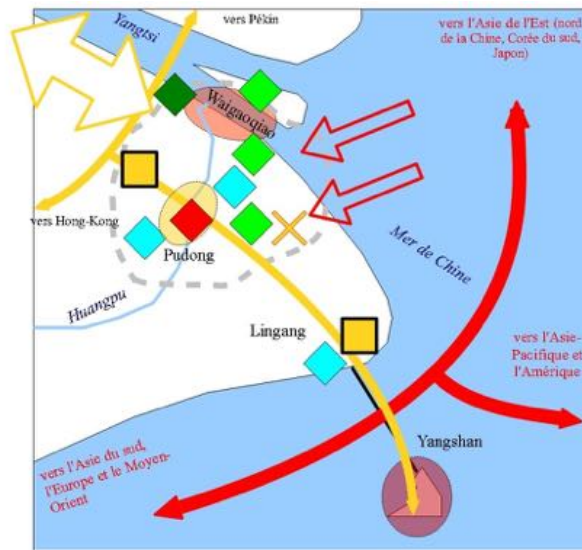 vers Pékin
Yangtsi
vers l'Asie de l'Est (nord
de la Chine, Corée du sud,
Japon)
Waigaoqiao
vers Hong-Kong
Pudong
Mer de Chine
Huangpu
Lingang
vers l'Asie-
Pacifique et
l'Amérique
Yangshan
vers l'Asie du sud,
l'Europe et le Moyen-
Orient